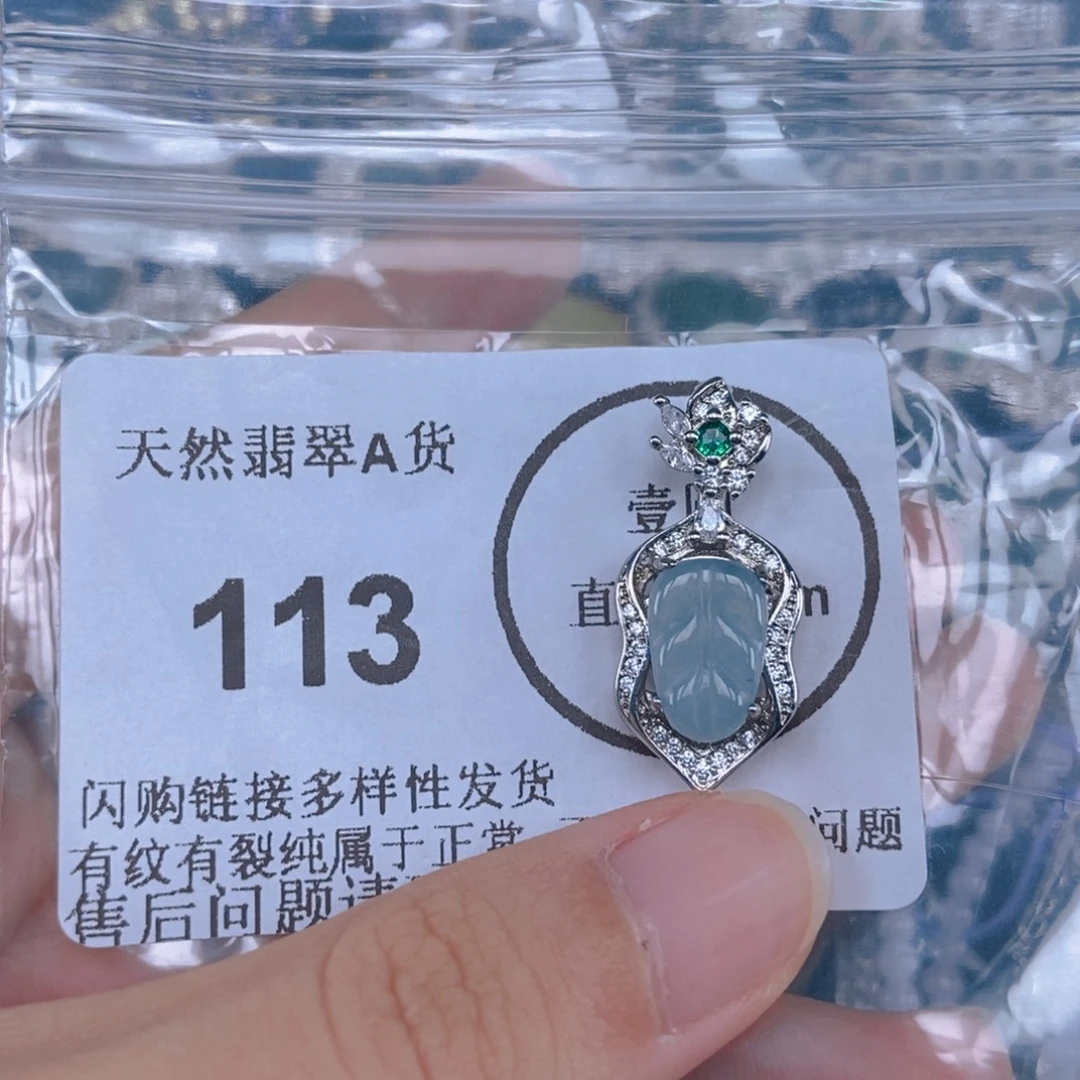 天然翡翠A货
壹
直
113
闪购链接多样性发货
有纹有裂纯属于正常
问题
售后问题请